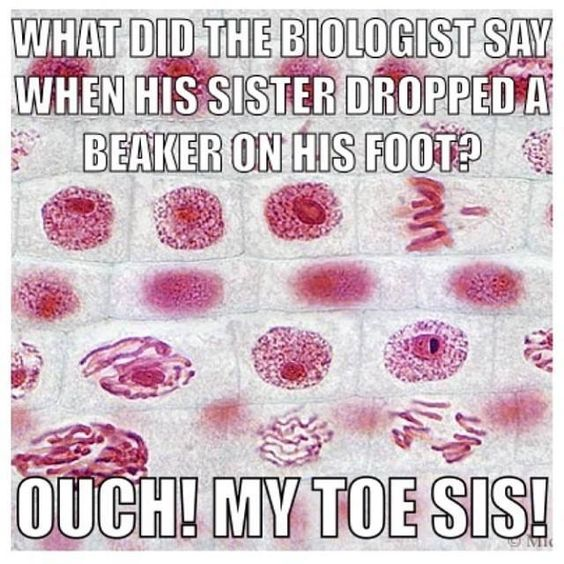 WHAT DID THE BIOLOGIST SAY
WHEN HIS SISTER DROPPED A
BEAKER ON HIS FOOT?
OUCH! MY TOE SIS!